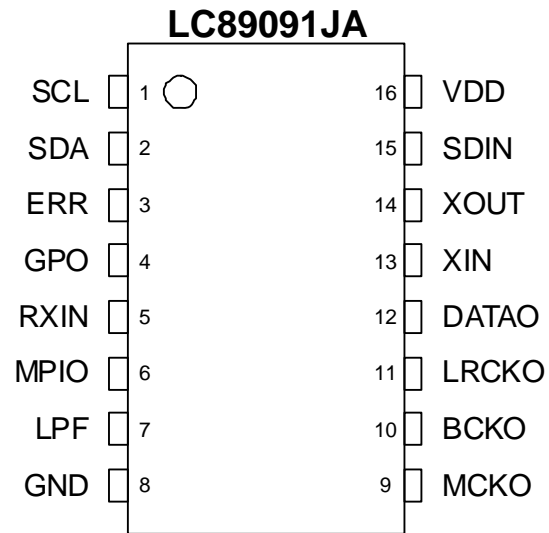 LC89091JA
SCL 1 16 VDD
SDA 2 15 SDIN
ERR 3 14 XOUT
GPO 4 13 XIN
RXIN 5 12 DATAO
MPIO 6 11 LRCKO
LPF 7 10 BCKO
GND 8 9 MCKO